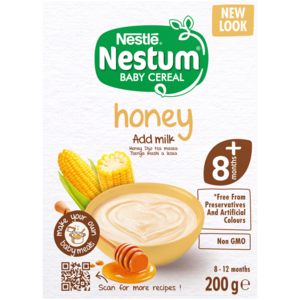 NEW
LOOK
Nestlé
Nestum
BABY CEREAL
honey
Add milk
8+
months
*Free From
Preservatives
And Artificial
Colours
Non GMO
make your own
baby meals
Scan for more recipes !
8 - 12 months
200 g e